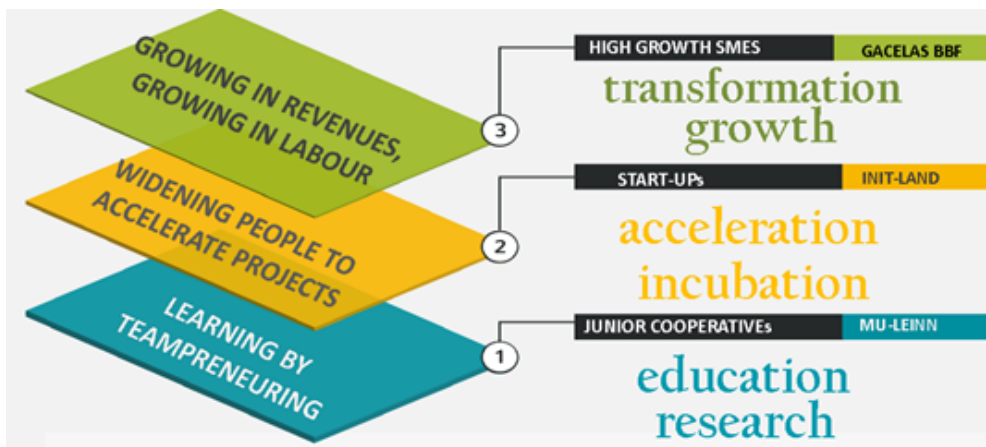 GROWING IN REVENUES,
GROWING IN LABOUR
3
HIGH GROWTH SMES
GACELAS BBF
transformation
growth
WIDENING PEOPLE TO
ACCELERATE PROJECTS
2
START-UPs
INIT-LAND
acceleration
incubation
LEARNING BY
TEAMPRENEURING
1
JUNIOR COOPERATIVEs
MU-LEINN
education
research